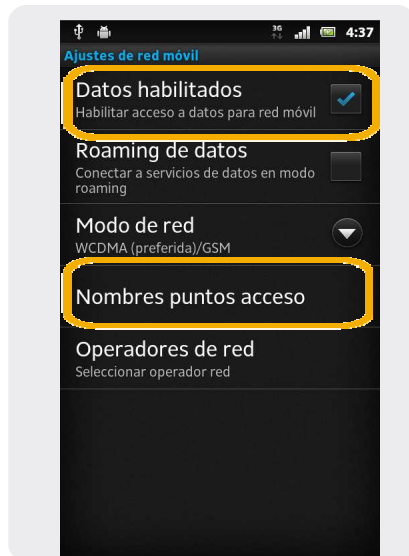 3G 4:37
Ajustes de red móvil
Datos habilitados
Habilitar acceso a datos para red móvil
Roaming de datos
Conectar a servicios de datos en modo
roaming
Modo de red
WCDMA (preferida)/GSM
Nombres puntos acceso
Operadores de red
Seleccionar operador red